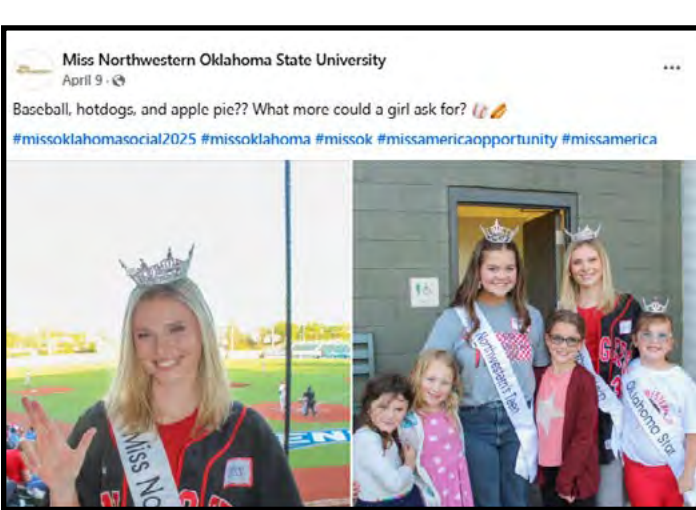 Miss Northwestern Oklahoma State University
April 9 ·
Baseball, hotdogs, and apple pie?? What more could a girl ask for? ⚾🌭
#missoklahomasocial2025 #missoklahoma #missok #missamericaopportunity #missamerica
Miss No
EN
Northwestern's Teen
Oklahoma Star